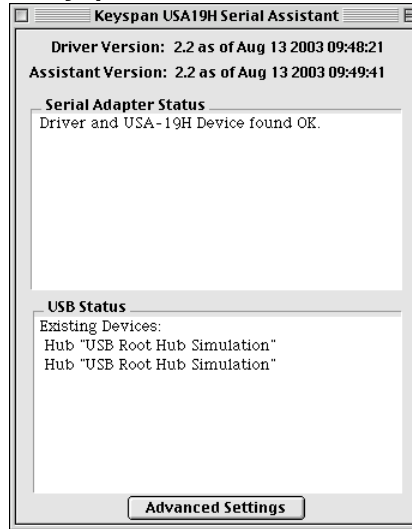 Keyspan USA19H Serial Assistant
Driver Version: 2.2 as of Aug 13 2003 09:48:21
Assistant Version: 2.2 as of Aug 13 2003 09:49:41
Serial Adapter Status
Driver and USA-19H Device found OK.
USB Status
Existing Devices:
Hub "USB Root Hub Simulation"
Hub "USB Root Hub Simulation"
Advanced Settings